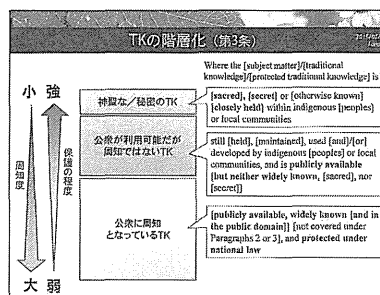 TKの階層化（第3条）
Where the [subject matter]/[traditional
knowledge]/[protected traditional knowledge] is
小 強
神聖な／秘密のTK
[sacred], [secret] or [otherwise known]
[closely held] within indigenous [peoples]
or local communities
公衆が利用可能だが
周知ではないTK
still [held], [maintained], used [and]/[or]
developed by indigenous [peoples] or local
communities, and is publicly available
[but neither widely known, [sacred], nor
[secret]]
周知度
保護の程度
公衆に周知
となっているTK
[publicly available, widely known [and in
the public domain]] [not covered under
Paragraphs 2 or 3], and protected under
national law
大 弱